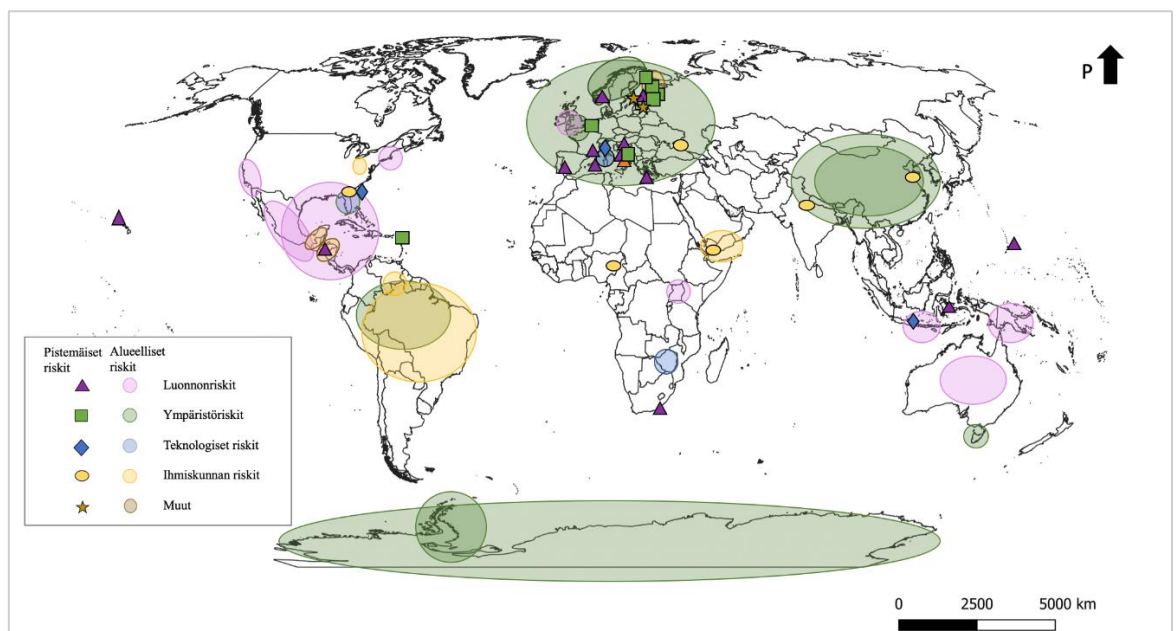 P
Pistemäiset riskit
Alueelliset riskit
Luonnonriskit
Ympäristöriskit
Teknologiset riskit
Ihmiskunnan riskit
Muut
0 2500 5000 km